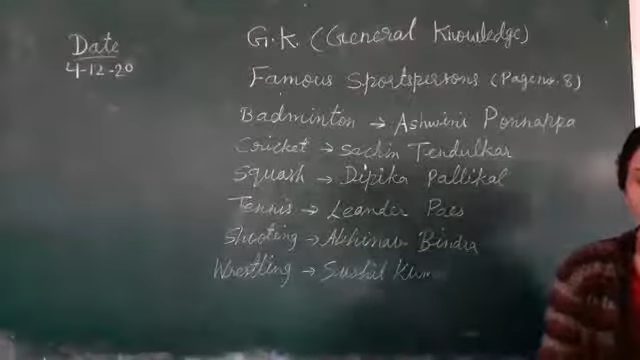 Date
4-12-20
G.K. (General Knowledge)
Famous Sportspersons (Page no. 8)
Badminton → Ashwini Ponnappa
Cricket → Sachin Tendulkar
Squash → Dipika Pallikal
Tennis → Leander Paes
Shooting → Abhinav Bindra
Wrestling → Sushil Kum